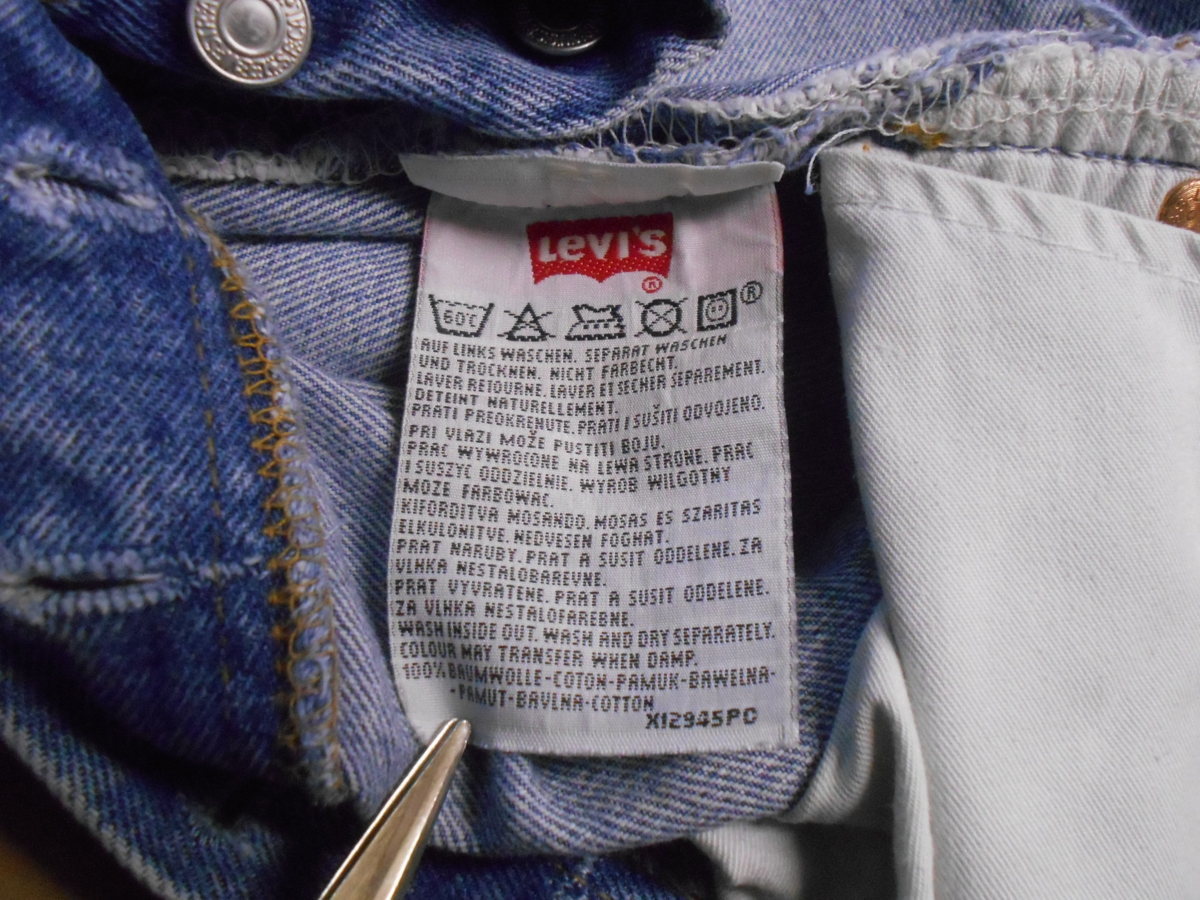 Levi's
®
60C
®
AUF LINKS WASCHEN. SEPARAT WASCHEN
UND TROCKNEN. NICHT FARBECHT.
LAVER RETOURNE. LAVER ET SECHER SEPAREMENT.
DETEINT NATURELLEMENT.
PRATI PREOKRENUTE. PRATI I SUŠITI ODVOJENO.
PRI VLAZI MOŽE PUSTITI BOJU.
PRAC WYWROCONE NA LEWA STRONE. PRAC
I SUSZYC ODDZIELNIE. WYROB WILGOTNY
MOZE FARBOWAC.
KIFORDITVA MOSANDO. MOSAS ES SZARITAS
ELKULONITVE. NEDVESEN FOGHAT.
PRAT NARUBY. PRAT A SUSIT ODDELENE. ZA
VLHKA NESTALOBAREVNE.
PRAT VYVRATENE. PRAT A SUSIT ODDELENE.
ZA VLHKA NESTALOFAREBNE.
WASH INSIDE OUT. WASH AND DRY SEPARATELY.
COLOUR MAY TRANSFER WHEN DAMP.
100% BAUMWOLLE-COTON-PAMUK-BAWELNA-
-PAMUT-BAVLNA-COTTON
X12945PC